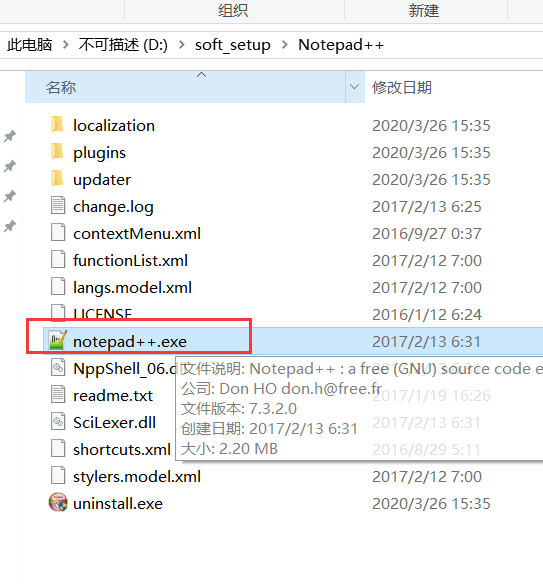 组织 新建
此电脑 > 不可描述 (D:) > soft_setup > Notepad++
名称 修改日期
localization 2020/3/26 15:35
plugins 2020/3/26 15:35
updater 2020/3/26 15:35
change.log 2017/2/13 6:25
contextMenu.xml 2016/9/27 0:37
functionList.xml 2017/2/12 7:00
langs.model.xml 2017/2/12 7:00
LICENSE 2016/1/12 6:24
notepad++.exe 2017/2/13 6:31
NppShell_06.d
文件说明: Notepad++ : a free (GNU) source code e
readme.txt 2017/1/19 16:26
公司: Don HO don.h@free.fr
SciLexer.dll 2017/2/13 6:31
文件版本: 7.3.2.0
创建日期: 2017/2/13 6:31
shortcuts.xml 2016/8/29 5:11
大小: 2.20 MB
stylers.model.xml 2017/2/12 7:00
uninstall.exe 2020/3/26 15:35